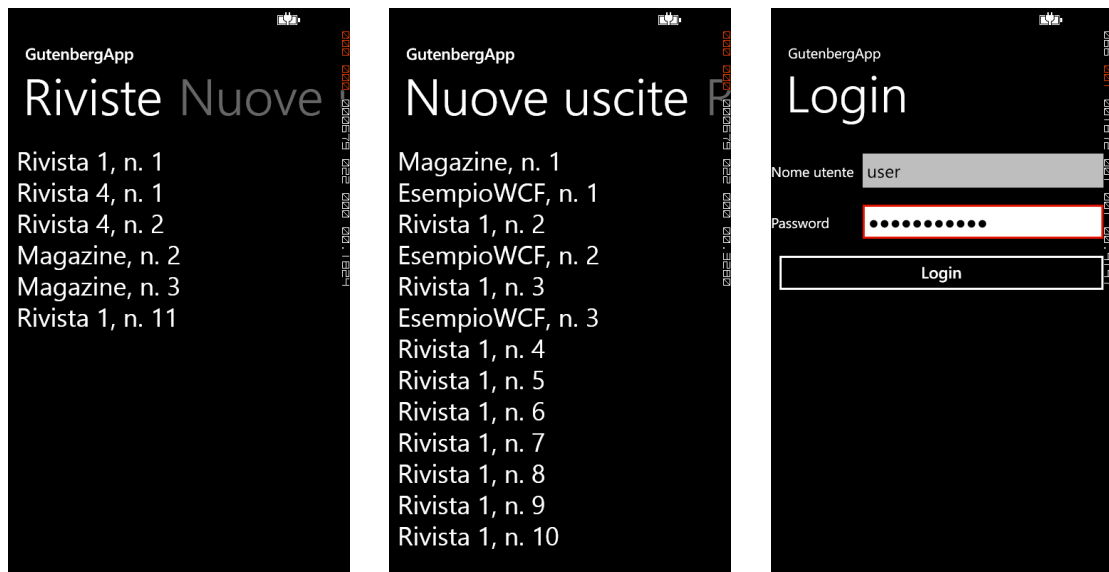 GutenbergApp
Riviste Nuove
Rivista 1, n. 1
Rivista 4, n. 1
Rivista 4, n. 2
Magazine, n. 2
Magazine, n. 3
Rivista 1, n. 11
GutenbergApp
Nuove uscite R
Magazine, n. 1
EsempioWCF, n. 1
Rivista 1, n. 2
EsempioWCF, n. 2
Rivista 1, n. 3
EsempioWCF, n. 3
Rivista 1, n. 4
Rivista 1, n. 5
Rivista 1, n. 6
Rivista 1, n. 7
Rivista 1, n. 8
Rivista 1, n. 9
Rivista 1, n. 10
GutenbergApp
Login
Nome utente user
Password
Login